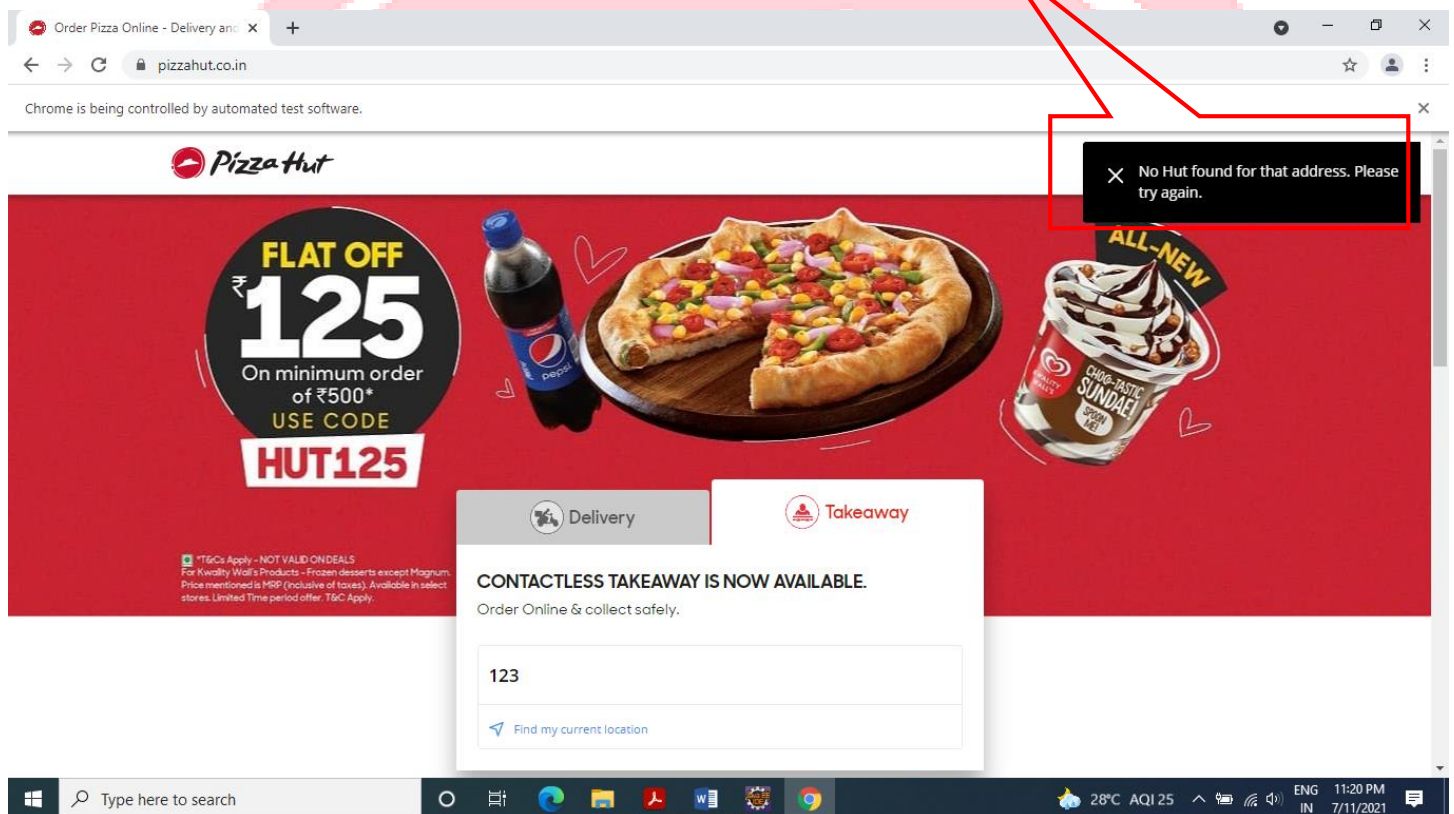 Order Pizza Online - Delivery and
pizzahut.co.in
Chrome is being controlled by automated test software.
Pizza Hut
No Hut found for that address. Please
try again.
FLAT OFF
₹125
On minimum order
of ₹500*
USE CODE
HUT125
pepsi
ALL-NEW
KWALITY
WALL'S
CHOC-TASTIC
SUNDAE!
SPOON
ME!
*T&Cs Apply - NOT VALID ON DEALS
For Kwality Wall's Products - Frozen desserts except Magnum.
Price mentioned is MRP (inclusive of taxes). Available in select
stores. Limited Time period offer. T&C Apply.
Delivery
Takeaway
CONTACTLESS TAKEAWAY IS NOW AVAILABLE.
Order Online & collect safely.
123
Find my current location
Type here to search
28°C AQI 25
ENG
IN
11:20 PM
7/11/2021